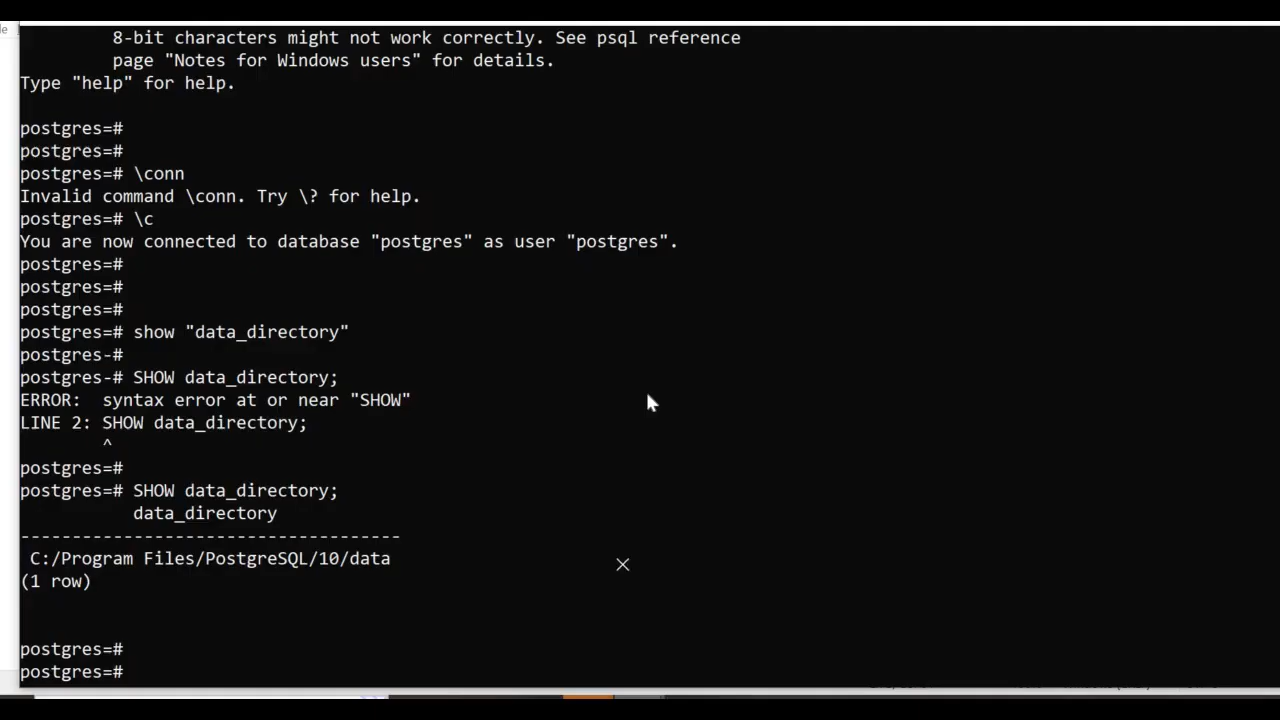 8-bit characters might not work correctly. See psql reference
page "Notes for Windows users" for details.
Type "help" for help.
postgres=#
postgres=#
postgres=# \conn
Invalid command \conn. Try \? for help.
postgres=# \c
You are now connected to database "postgres" as user "postgres".
postgres=#
postgres=#
postgres=#
postgres=# show "data_directory"
postgres-#
postgres-# SHOW data_directory;
ERROR:  syntax error at or near "SHOW"
LINE 2: SHOW data_directory;
^
postgres=#
postgres=# SHOW data_directory;
data_directory
-------------------------------------
C:/Program Files/PostgreSQL/10/data
(1 row)
postgres=#
postgres=#